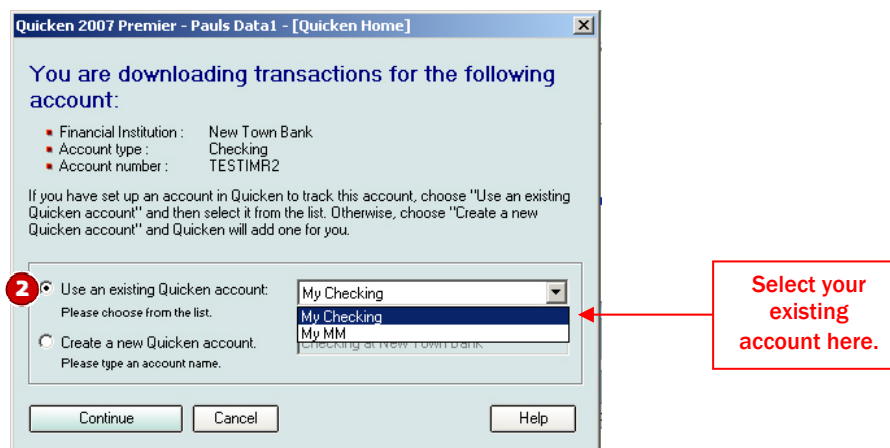 Quicken 2007 Premier - Pauls Data1 - [Quicken Home]
You are downloading transactions for the following
account:
Financial Institution : New Town Bank
Account type : Checking
Account number : TESTIMR2
If you have set up an account in Quicken to track this account, choose "Use an existing
Quicken account" and then select it from the list. Otherwise, choose "Create a new
Quicken account" and Quicken will add one for you.
2 Use an existing Quicken account: My Checking
Please choose from the list.
My Checking
My MM
Create a new Quicken account. Checking at New Town Bank
Please type an account name.
Continue Cancel Help
Select your
existing
account here.